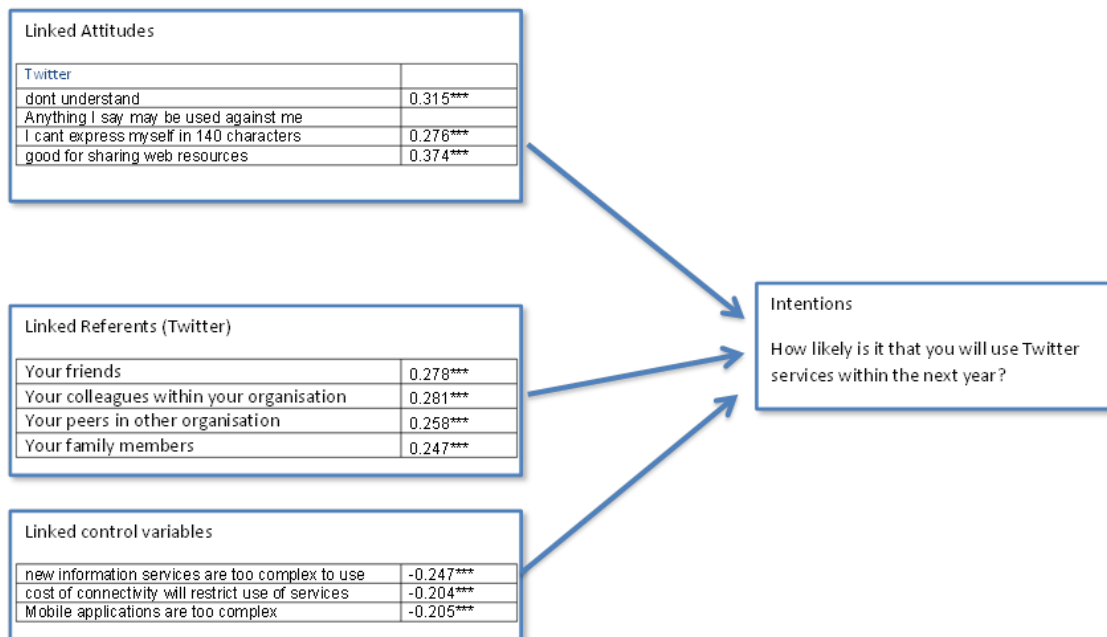 Linked Attitudes
Twitter
dont understand 0.315***
Anything I say may be used against me
I cant express myself in 140 characters 0.276***
good for sharing web resources 0.374***
Linked Referents (Twitter)
Your friends 0.278***
Your colleagues within your organisation 0.281***
Your peers in other organisation 0.258***
Your family members 0.247***
Linked control variables
new information services are too complex to use -0.247***
cost of connectivity will restrict use of services -0.204***
Mobile applications are too complex -0.205***
Intentions
How likely is it that you will use Twitter
services within the next year?